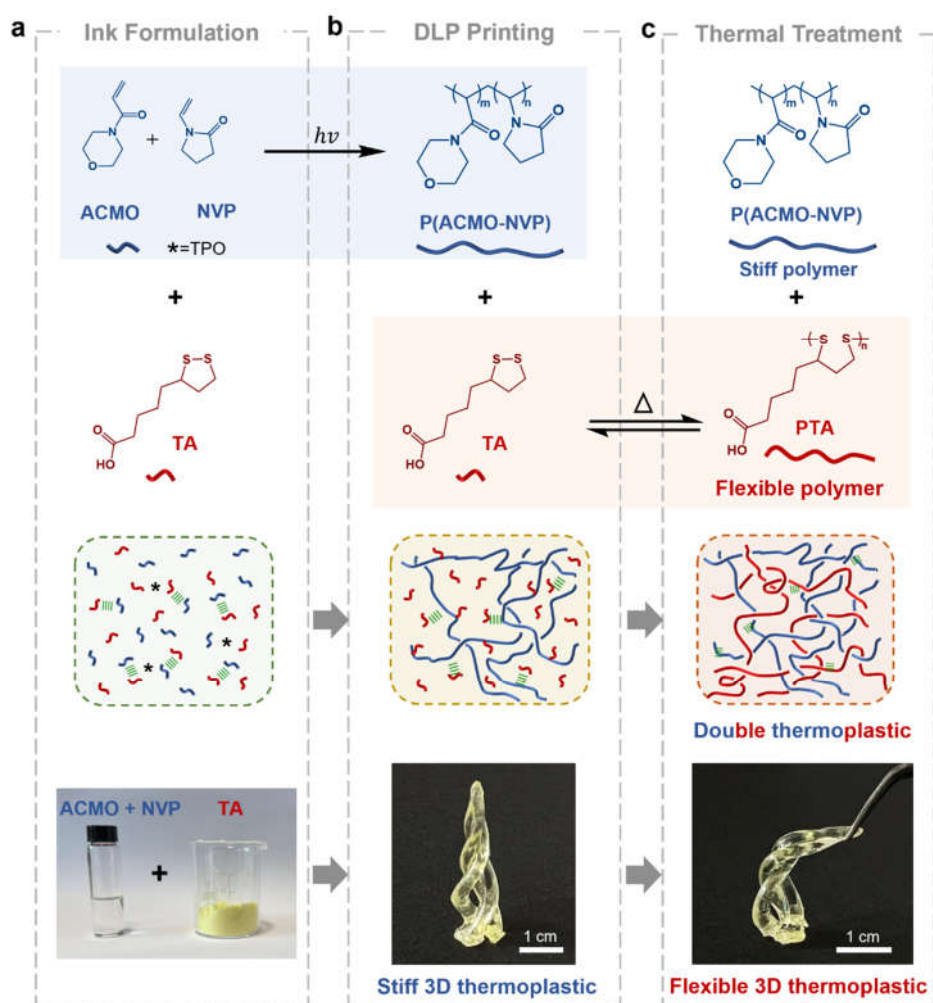 a Ink Formulation b DLP Printing c Thermal Treatment
hν
m n
N O
N O
O
ACMO + NVP
P(ACMO-NVP)
P(ACMO-NVP)
*=TPO
Stiff polymer
+ + +
S-S
TA
O
HO
S-S
TA
O
HO
Δ
S S n
PTA
O
HO
Flexible polymer
* * *
Double thermoplastic
ACMO + NVP TA
+
1 cm
1 cm
Stiff 3D thermoplastic
Flexible 3D thermoplastic